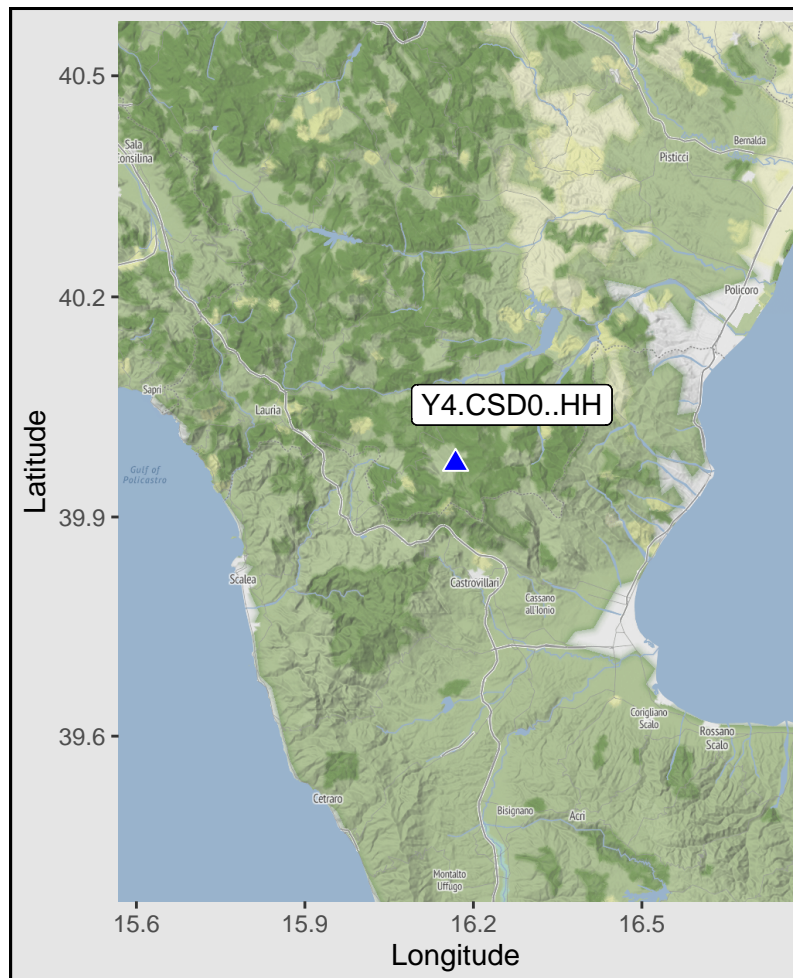 40.5
Sala
Consilina
Bernalda
Pisticci
40.2
Policoro
Sapri
Lauria
Y4.CSD0..HH
Latitude
Gulf of
Policastro
39.9
Scalea
Castrovillari
Cassano
all'Ionio
Corigliano
Scalo
Rossano
Scalo
39.6
Cetraro
Bisignano
Acri
Montalto
Uffugo
15.6
15.9
16.2
16.5
Longitude